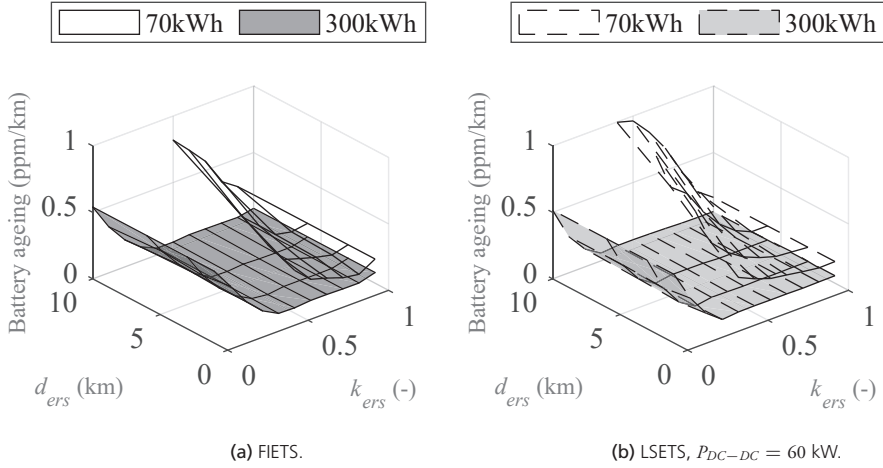 70kWh 300kWh
Battery ageing (ppm/km)
1
0.5
0
10
5
0
0
0.5
1
d_ers (km)
k_ers (-)
(a) FIETS.
70kWh 300kWh
Battery ageing (ppm/km)
1
0.5
0
10
5
0
0
0.5
1
d_ers (km)
k_ers (-)
(b) LSETS, P_DC−DC = 60 kW.